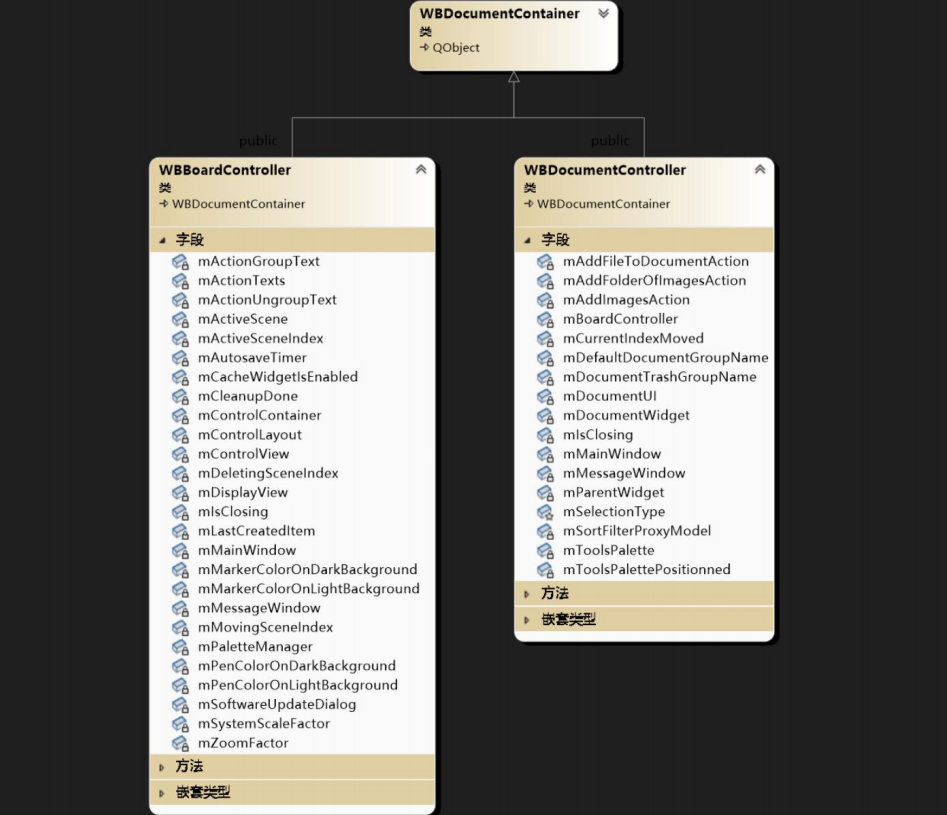 WBDocumentContainer
类
QObject
public
public
WBBoardController
类
WBDocumentContainer
字段
mActionGroupText
mActionTexts
mActionUngroupText
mActiveScene
mActiveSceneIndex
mAutosaveTimer
mCacheWidgetIsEnabled
mCleanupDone
mControlContainer
mControlLayout
mControlView
mDeletingSceneIndex
mDisplayView
mIsClosing
mLastCreatedItem
mMainWindow
mMarkerColorOnDarkBackground
mMarkerColorOnLightBackground
mMessageWindow
mMovingSceneIndex
mPaletteManager
mPenColorOnDarkBackground
mPenColorOnLightBackground
mSoftwareUpdateDialog
mSystemScaleFactor
mZoomFactor
方法
嵌套类型
WBDocumentController
类
WBDocumentContainer
字段
mAddFileToDocumentAction
mAddFolderOfImagesAction
mAddImagesAction
mBoardController
mCurrentIndexMoved
mDefaultDocumentGroupName
mDocumentTrashGroupName
mDocumentUI
mDocumentWidget
mIsClosing
mMainWindow
mMessageWindow
mParentWidget
mSelectionType
mSortFilterProxyModel
mToolsPalette
mToolsPalettePositionned
方法
嵌套类型